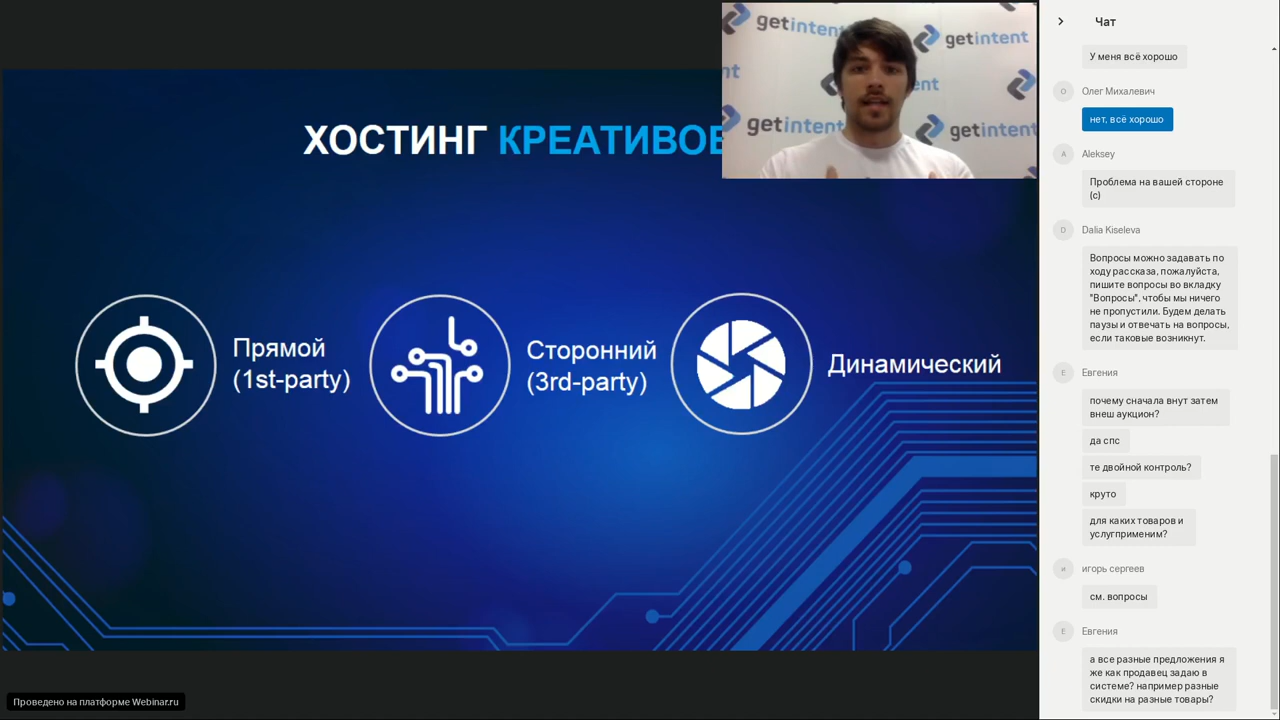 ХОСТИНГ КРЕАТИВОВ
Прямой
(1st-party)
Сторонний
(3rd-party)
Динамический
getintent
getintent
getintent
getintent
Проведено на платформе Webinar.ru
Чат
У меня всё хорошо
О
Олег Михалевич
нет, всё хорошо
A
Aleksey
Проблема на вашей стороне
(с)
D
Dalia Kiseleva
Вопросы можно задавать по
ходу рассказа, пожалуйста,
пишите вопросы во вкладку
"Вопросы", чтобы мы ничего
не пропустили. Будем делать
паузы и отвечать на вопросы,
если таковые возникнут.
Е
Евгения
почему сначала внут затем
внеш аукцион?
да спс
те двойной контроль?
круто
для каких товаров и
услугприменим?
и
игорь сергеев
см. вопросы
Е
Евгения
а все разные предложения я
же как продавец задаю в
системе? например разные
скидки на разные товары?